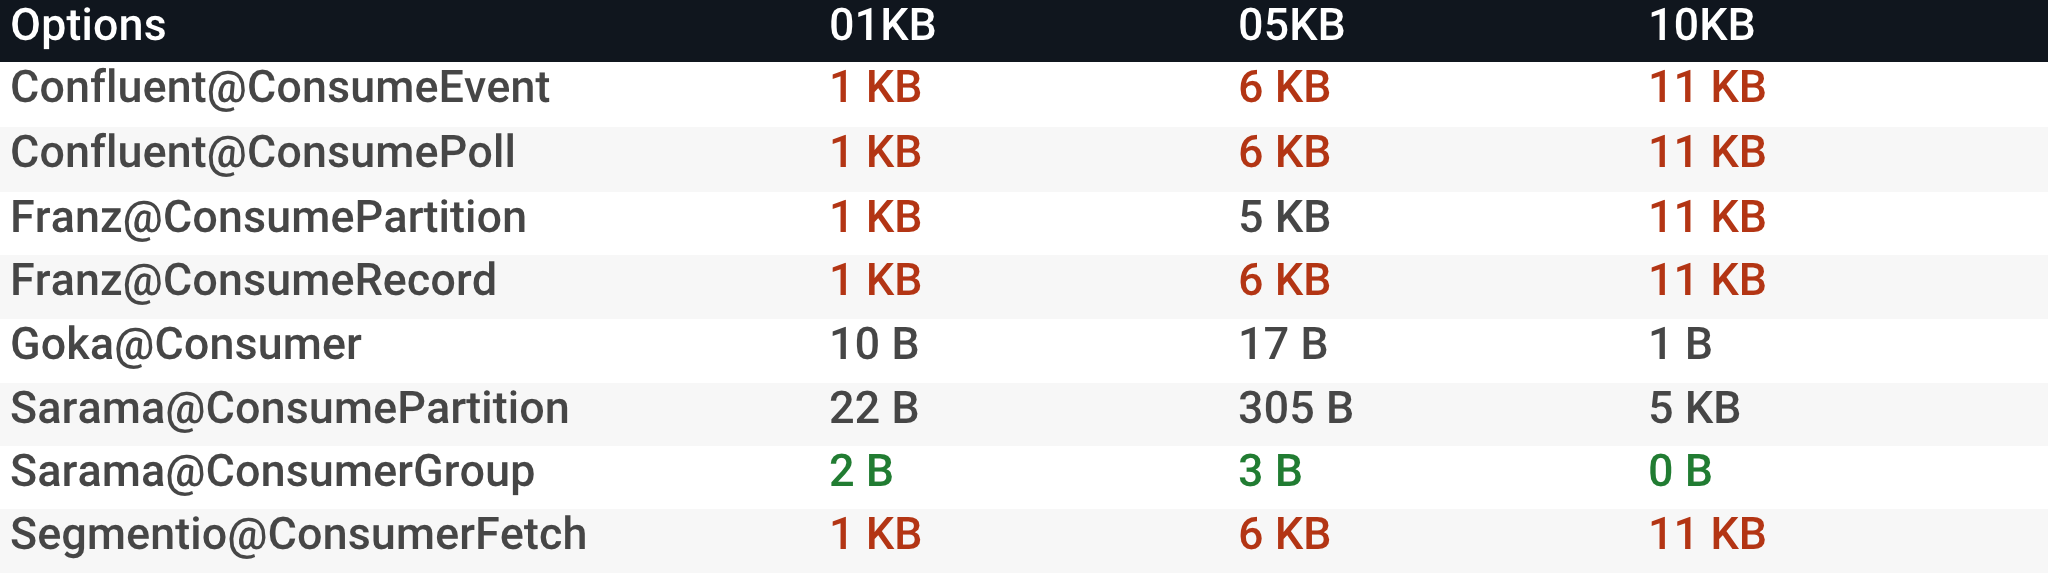 Options 01KB 05KB 10KB
Confluent@ConsumeEvent 1 KB 6 KB 11 KB
Confluent@ConsumePoll 1 KB 6 KB 11 KB
Franz@ConsumePartition 1 KB 5 KB 11 KB
Franz@ConsumeRecord 1 KB 6 KB 11 KB
Goka@Consumer 10 B 17 B 1 B
Sarama@ConsumePartition 22 B 305 B 5 KB
Sarama@ConsumerGroup 2 B 3 B 0 B
Segmentio@ConsumerFetch 1 KB 6 KB 11 KB